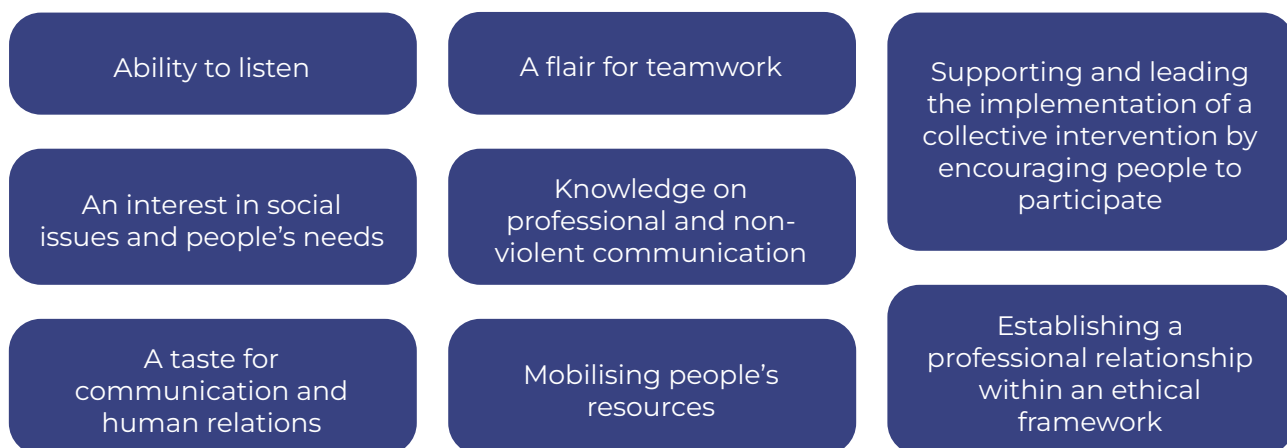 Ability to listen
An interest in social
issues and people's needs
A taste for
communication and
human relations
A flair for teamwork
Knowledge on
professional and non-
violent communication
Mobilising people's
resources
Supporting and leading
the implementation of a
collective intervention by
encouraging people to
participate
Establishing a
professional relationship
within an ethical
framework